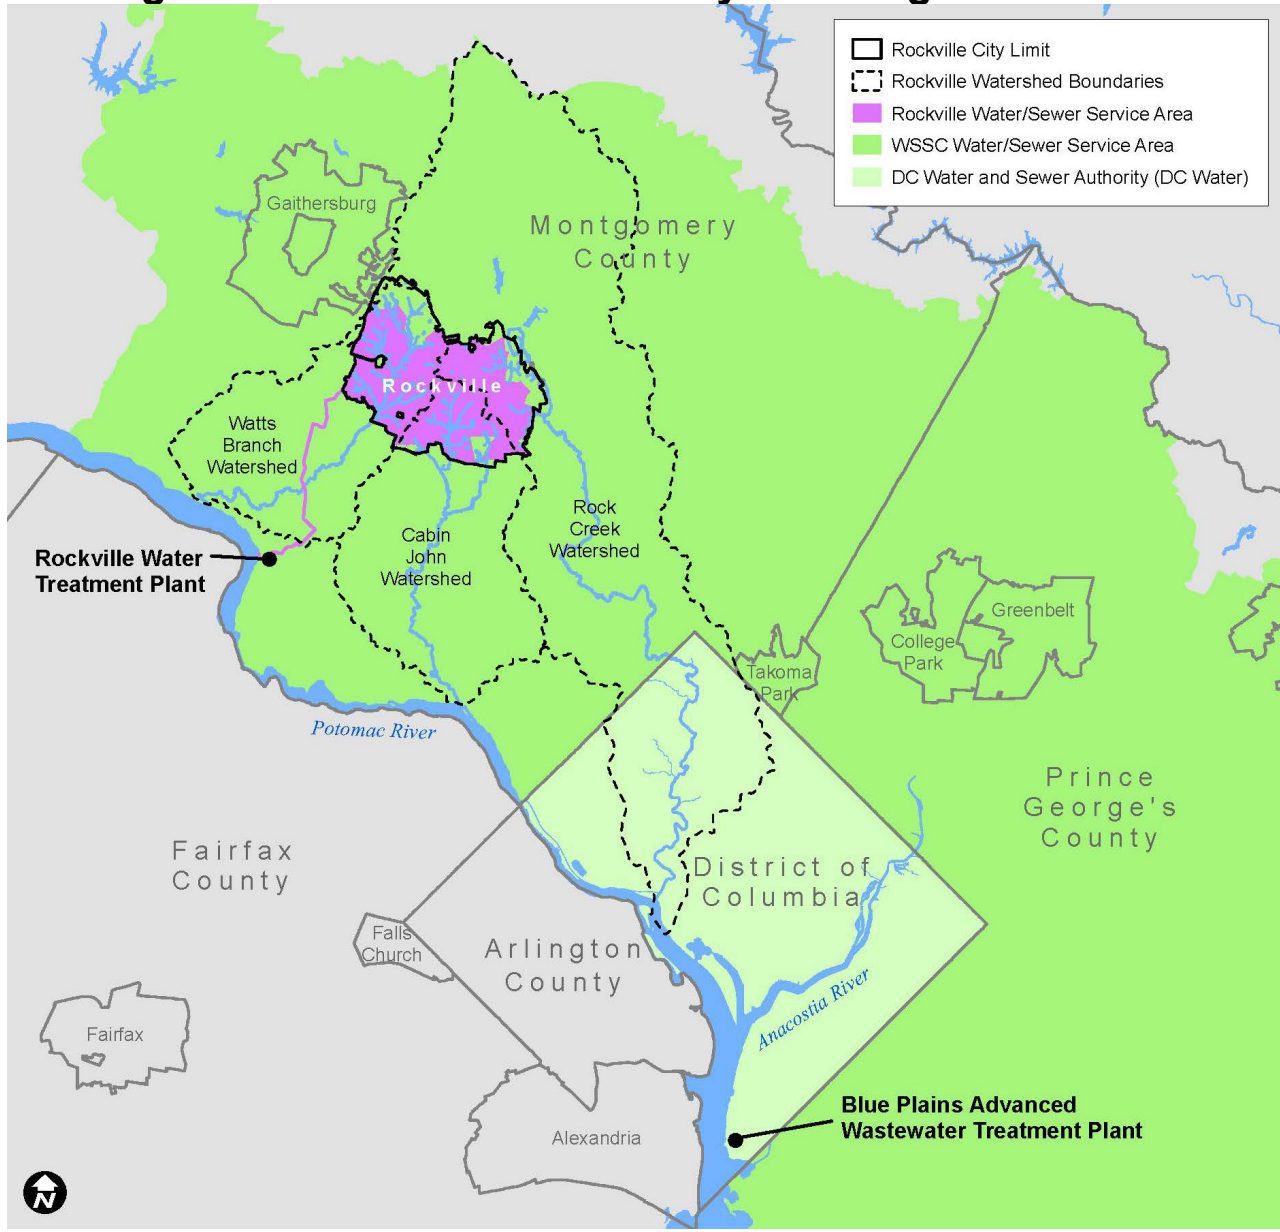 Rockville City Limit
Rockville Watershed Boundaries
Rockville Water/Sewer Service Area
WSSC Water/Sewer Service Area
DC Water and Sewer Authority (DC Water)
Gaithersburg
Montgomery
County
Rockville
Watts
Branch
Watershed
Rock
Creek
Watershed
Cabin
John
Watershed
Rockville Water
Treatment Plant
Greenbelt
College
Park
Takoma
Park
Potomac River
Prince
George's
County
Fairfax
County
District of
Columbia
Falls
Church
Arlington
County
Anacostia River
Fairfax
Blue Plains Advanced
Wastewater Treatment Plant
Alexandria
N